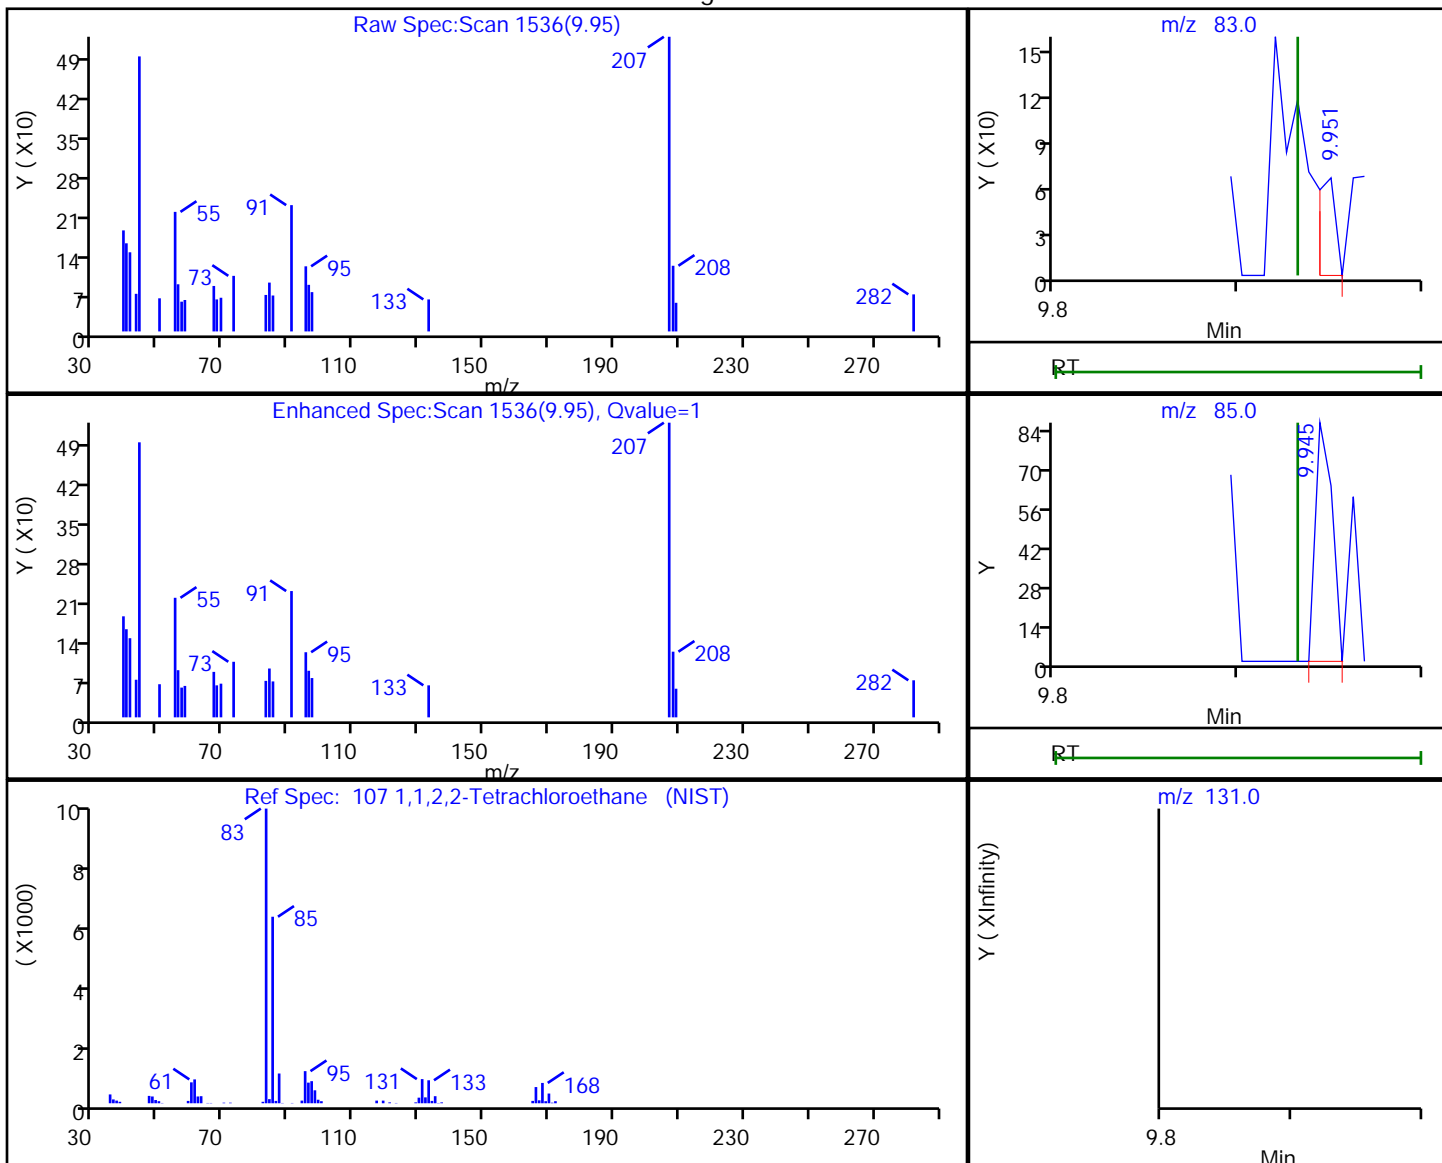 Raw Spec:Scan 1536(9.95)
Y ( X10)
49
42
35
28
21
14
7
0
55
73
91
95
133
207
208
282
30 70 110 150 190 230 270
m/z
m/z 83.0
Y ( X10)
15
12
9
6
3
0
9.951
9.8
Min
RT
Enhanced Spec:Scan 1536(9.95), Qvalue=1
Y ( X10)
49
42
35
28
21
14
7
0
55
73
91
95
133
207
208
282
30 70 110 150 190 230 270
m/z
m/z 85.0
Y
84
70
56
42
28
14
0
9.945
9.8
Min
RT
Ref Spec: 107 1,1,2,2-Tetrachloroethane (NIST)
( X1000)
10
8
6
4
2
0
61
83
85
95
131
133
168
30 70 110 150 190 230 270
m/z 131.0
Y ( XInfinity)
9.8
Min